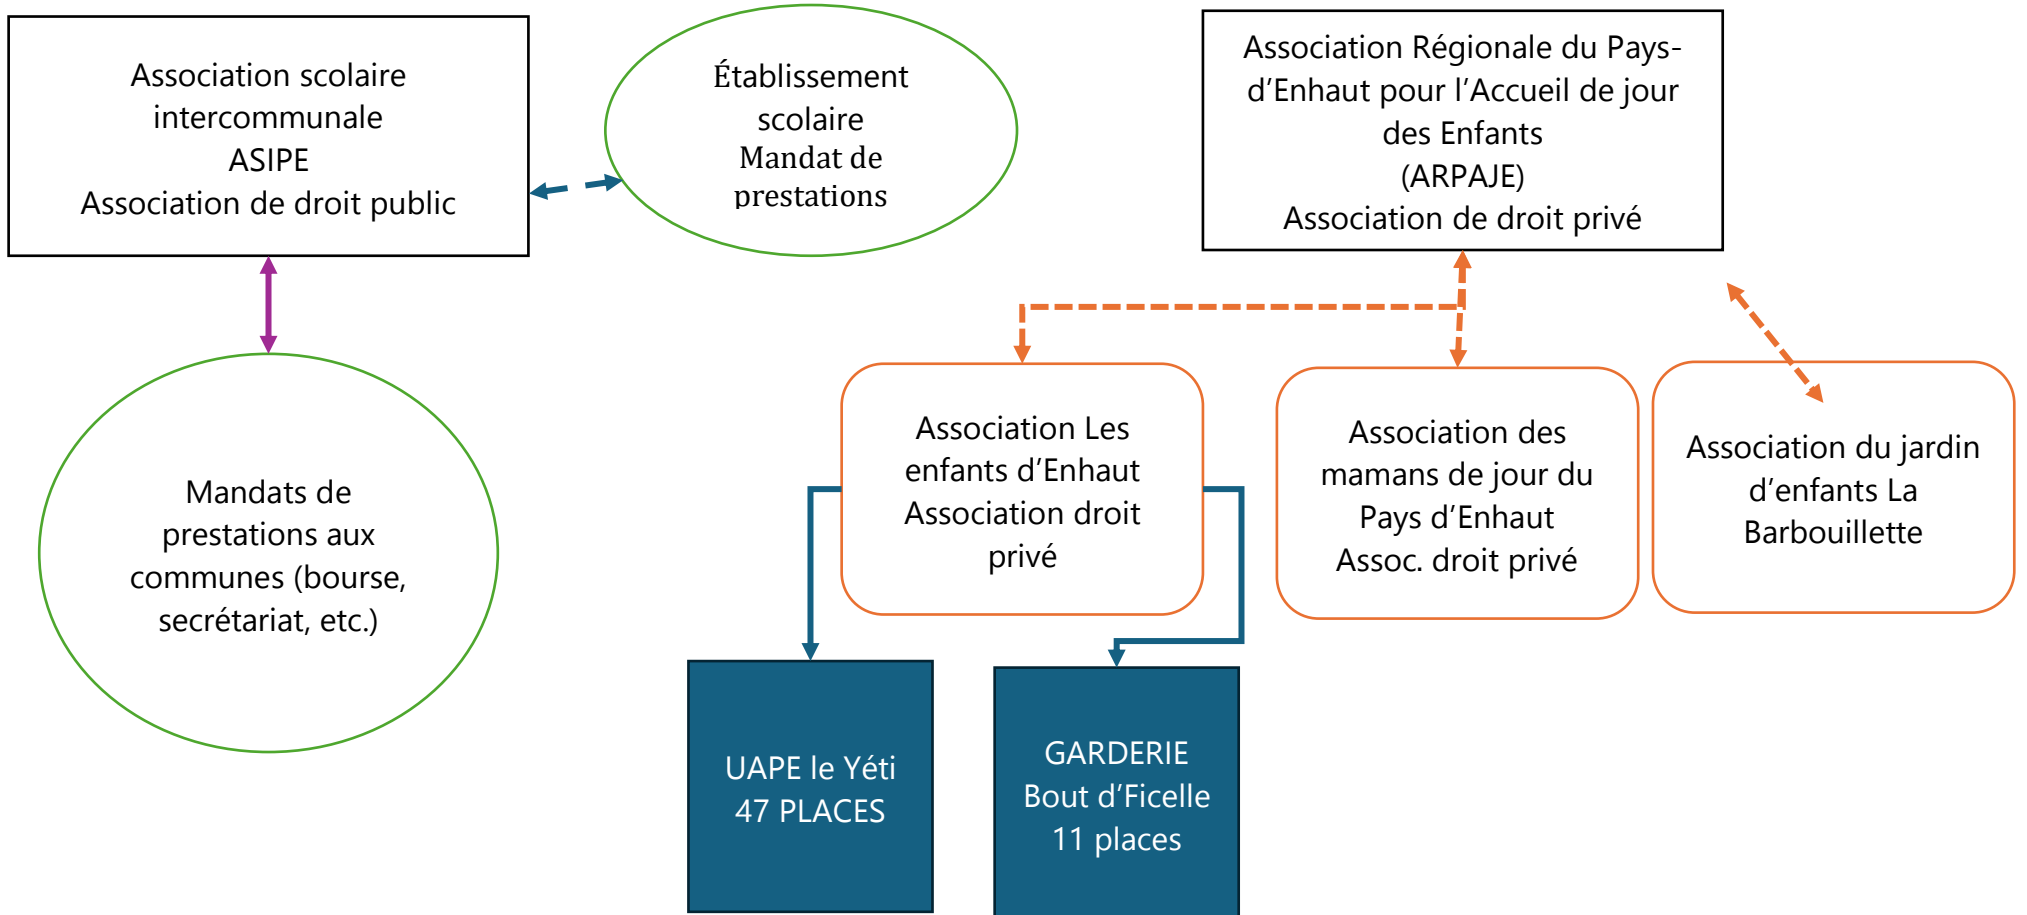 Association scolaire
intercommunale
ASIPE
Association de droit public
Établissement
scolaire
Mandat de
prestations
Association Régionale du Pays-
d’Enhaut pour l’Accueil de jour
des Enfants
(ARPAJE)
Association de droit privé
Mandats de
prestations aux
communes (bourse,
secrétariat, etc.)
Association Les
enfants d’Enhaut
Association droit
privé
Association des
mamans de jour du
Pays d’Enhaut
Assoc. droit privé
Association du jardin
d’enfants La
Barbouillette
UAPE le Yéti
47 PLACES
GARDERIE
Bout d’Ficelle
11 places